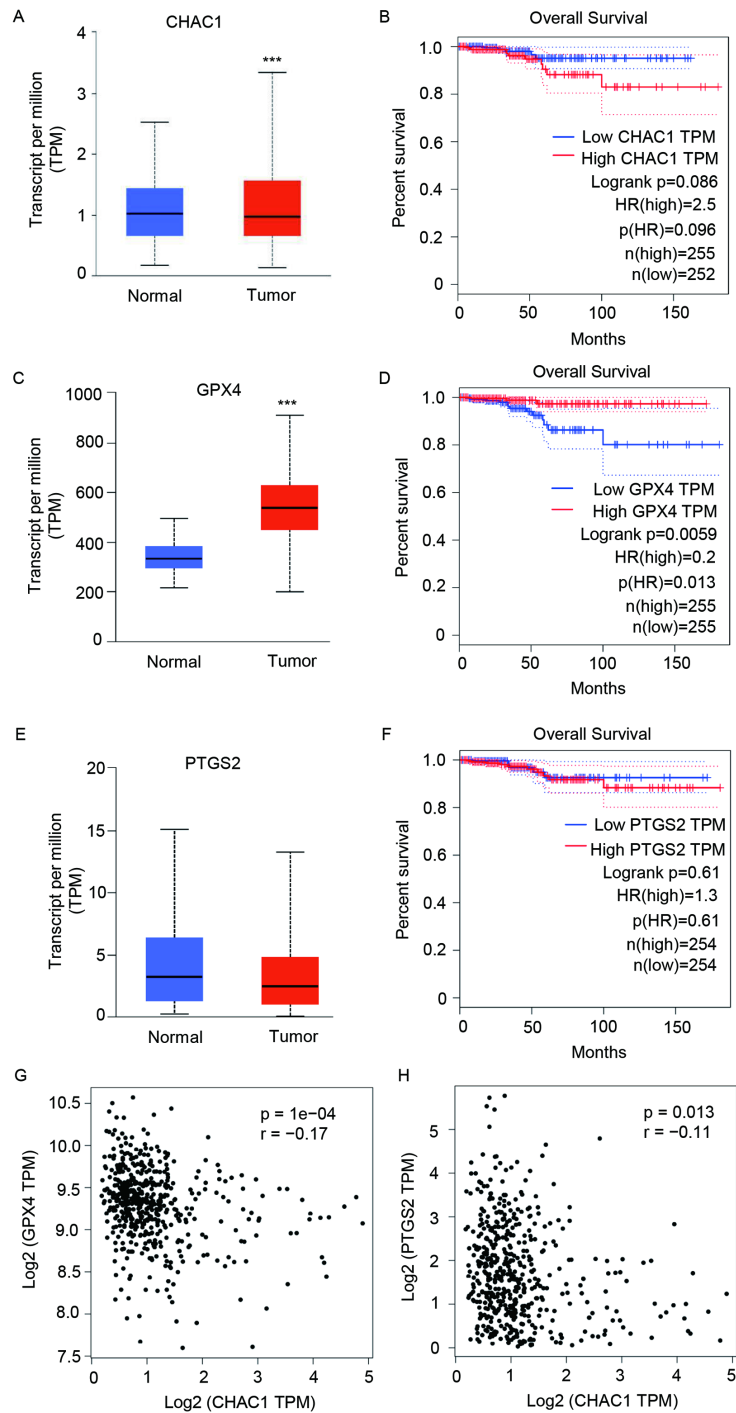 A
CHAC1
Transcript per million
(TPM)
4
3
2
1
0
***
Normal
Tumor
B
Overall Survival
Percent survival
1.0
0.8
0.6
0.4
0.2
0
Low CHAC1 TPM
High CHAC1 TPM
Logrank p=0.086
HR(high)=2.5
p(HR)=0.096
n(high)=255
n(low)=252
0 50 100 150
Months
C
GPX4
Transcript per million
(TPM)
1000
800
600
400
200
0
***
Normal
Tumor
D
Overall Survival
Percent survival
1.0
0.8
0.6
0.4
0.2
0
Low GPX4 TPM
High GPX4 TPM
Logrank p=0.0059
HR(high)=0.2
p(HR)=0.013
n(high)=255
n(low)=255
0 50 100 150
Months
E
PTGS2
Transcript per million
(TPM)
20
15
10
5
0
Normal
Tumor
F
Overall Survival
Percent survival
1.0
0.8
0.6
0.4
0.2
0
Low PTGS2 TPM
High PTGS2 TPM
Logrank p=0.61
HR(high)=1.3
p(HR)=0.61
n(high)=254
n(low)=254
0 50 100 150
Months
G
Log2 (GPX4 TPM)
10.5
10.0
9.5
9.0
8.5
8.0
7.5
p = 1e−04
r = −0.17
0 1 2 3 4 5
Log2 (CHAC1 TPM)
H
Log2 (PTGS2 TPM)
5
4
3
2
1
0
p = 0.013
r = −0.11
0 1 2 3 4 5
Log2 (CHAC1 TPM)